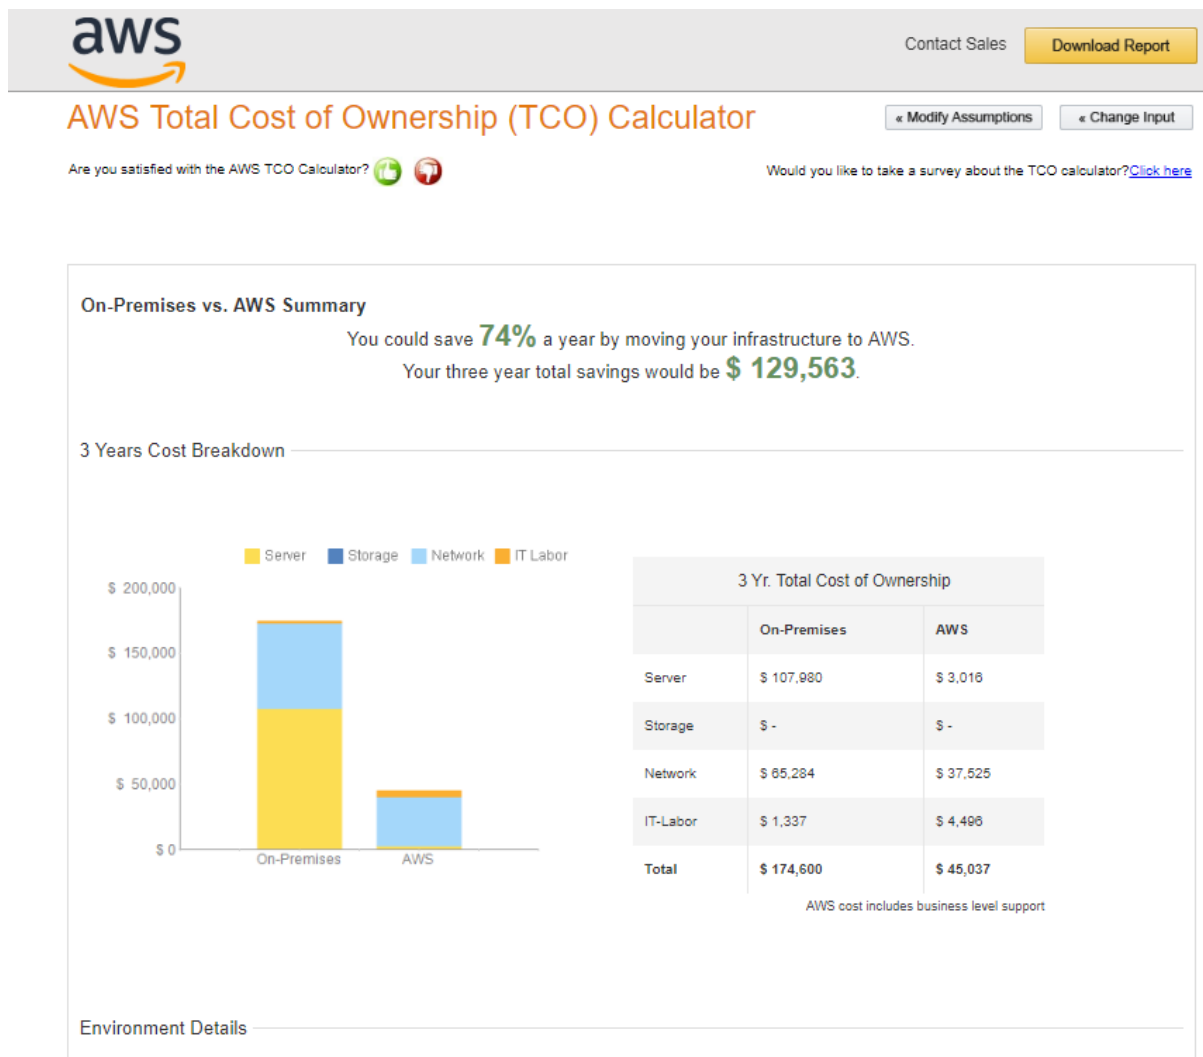 aws
Contact Sales
Download Report
AWS Total Cost of Ownership (TCO) Calculator
« Modify Assumptions
« Change Input
Are you satisfied with the AWS TCO Calculator?
Would you like to take a survey about the TCO calculator?Click here
On-Premises vs. AWS Summary
You could save 74% a year by moving your infrastructure to AWS.
Your three year total savings would be $ 129,563.
3 Years Cost Breakdown
Server Storage Network IT Labor
$ 200,000
$ 150,000
$ 100,000
$ 50,000
$ 0
On-Premises AWS
3 Yr. Total Cost of Ownership
On-Premises AWS
Server $ 107,980 $ 3,016
Storage $ - $ -
Network $ 65,284 $ 37,525
IT-Labor $ 1,337 $ 4,496
Total $ 174,600 $ 45,037
AWS cost includes business level support
Environment Details